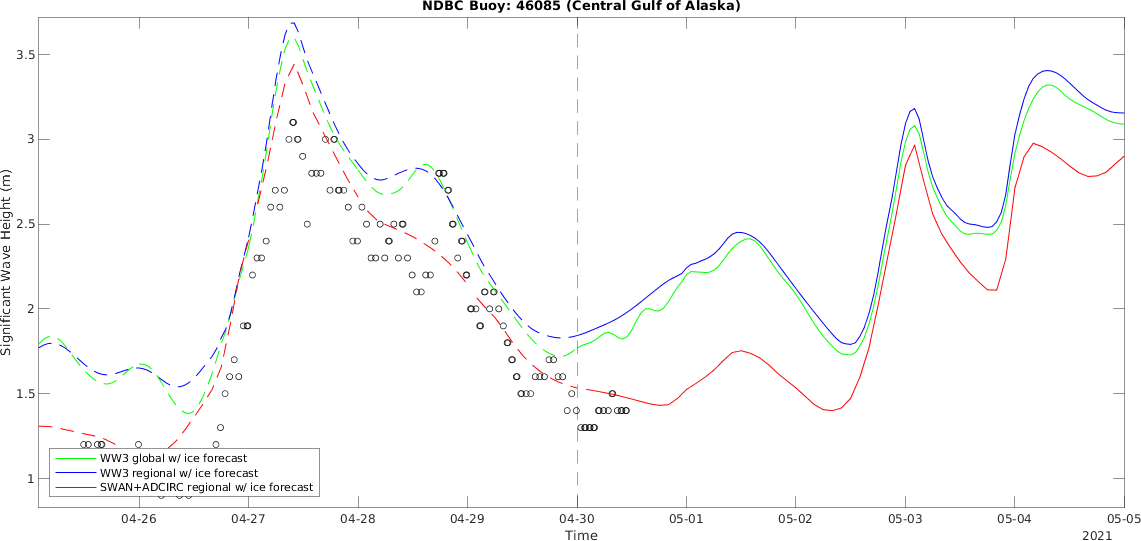 NDBC Buoy: 46085 (Central Gulf of Alaska)
Significant Wave Height (m)
3.5
3
2.5
2
1.5
1
WW3 global w/ ice forecast
WW3 regional w/ ice forecast
SWAN+ADCIRC regional w/ ice forecast
04-26 04-27 04-28 04-29 04-30 05-01 05-02 05-03 05-04 05-05
Time
2021